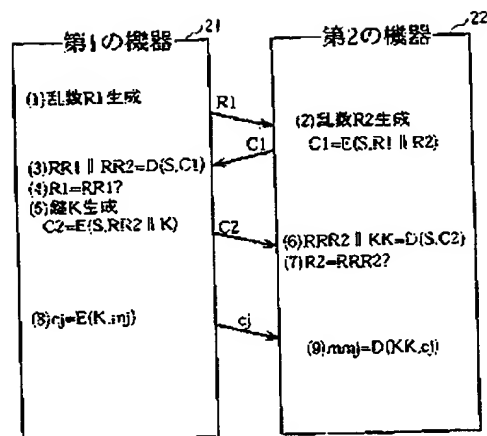 第1の機器
21
(1)乱数R1生成
(3)RR1‖RR2=D(S,C1)
(4)R1=RR1?
(5)鍵K生成
C2=E(S,RR2‖K)
(8)cj=E(K,mj)
R1
C1
C2
cj
第2の機器
22
(2)乱数R2生成
C1=E(S,R1‖R2)
(6)RRR2‖KK=D(S,C2)
(7)R2=RRR2?
(9)mmj=D(KK,cj)